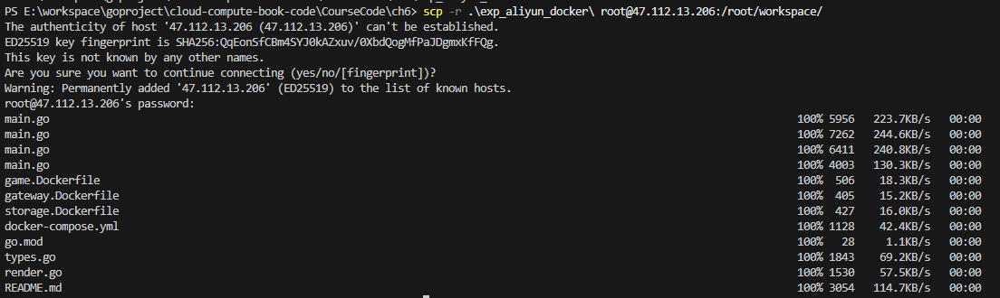 PS E:\workspace\goproject\cloud-compute-book-code\CourseCode\ch6> scp -r .\exp_aliyun_docker\ root@47.112.13.206:/root/workspace/
The authenticity of host '47.112.13.206 (47.112.13.206)' can't be established.
ED25519 key fingerprint is SHA256:QqEonSfCBm4SYJ0kAZxuv/0XbdQogMfPaJDgmxKfFQg.
This key is not known by any other names.
Are you sure you want to continue connecting (yes/no/[fingerprint])?
Warning: Permanently added '47.112.13.206' (ED25519) to the list of known hosts.
root@47.112.13.206's password:
main.go 100% 5956 223.7KB/s 00:00
main.go 100% 7262 244.6KB/s 00:00
main.go 100% 6411 240.8KB/s 00:00
main.go 100% 4003 130.3KB/s 00:00
game.Dockerfile 100% 506 18.3KB/s 00:00
gateway.Dockerfile 100% 405 15.2KB/s 00:00
storage.Dockerfile 100% 427 16.0KB/s 00:00
docker-compose.yml 100% 1128 42.4KB/s 00:00
go.mod 100% 28 1.1KB/s 00:00
types.go 100% 1843 69.2KB/s 00:00
render.go 100% 1530 57.5KB/s 00:00
README.md 100% 3054 114.7KB/s 00:00